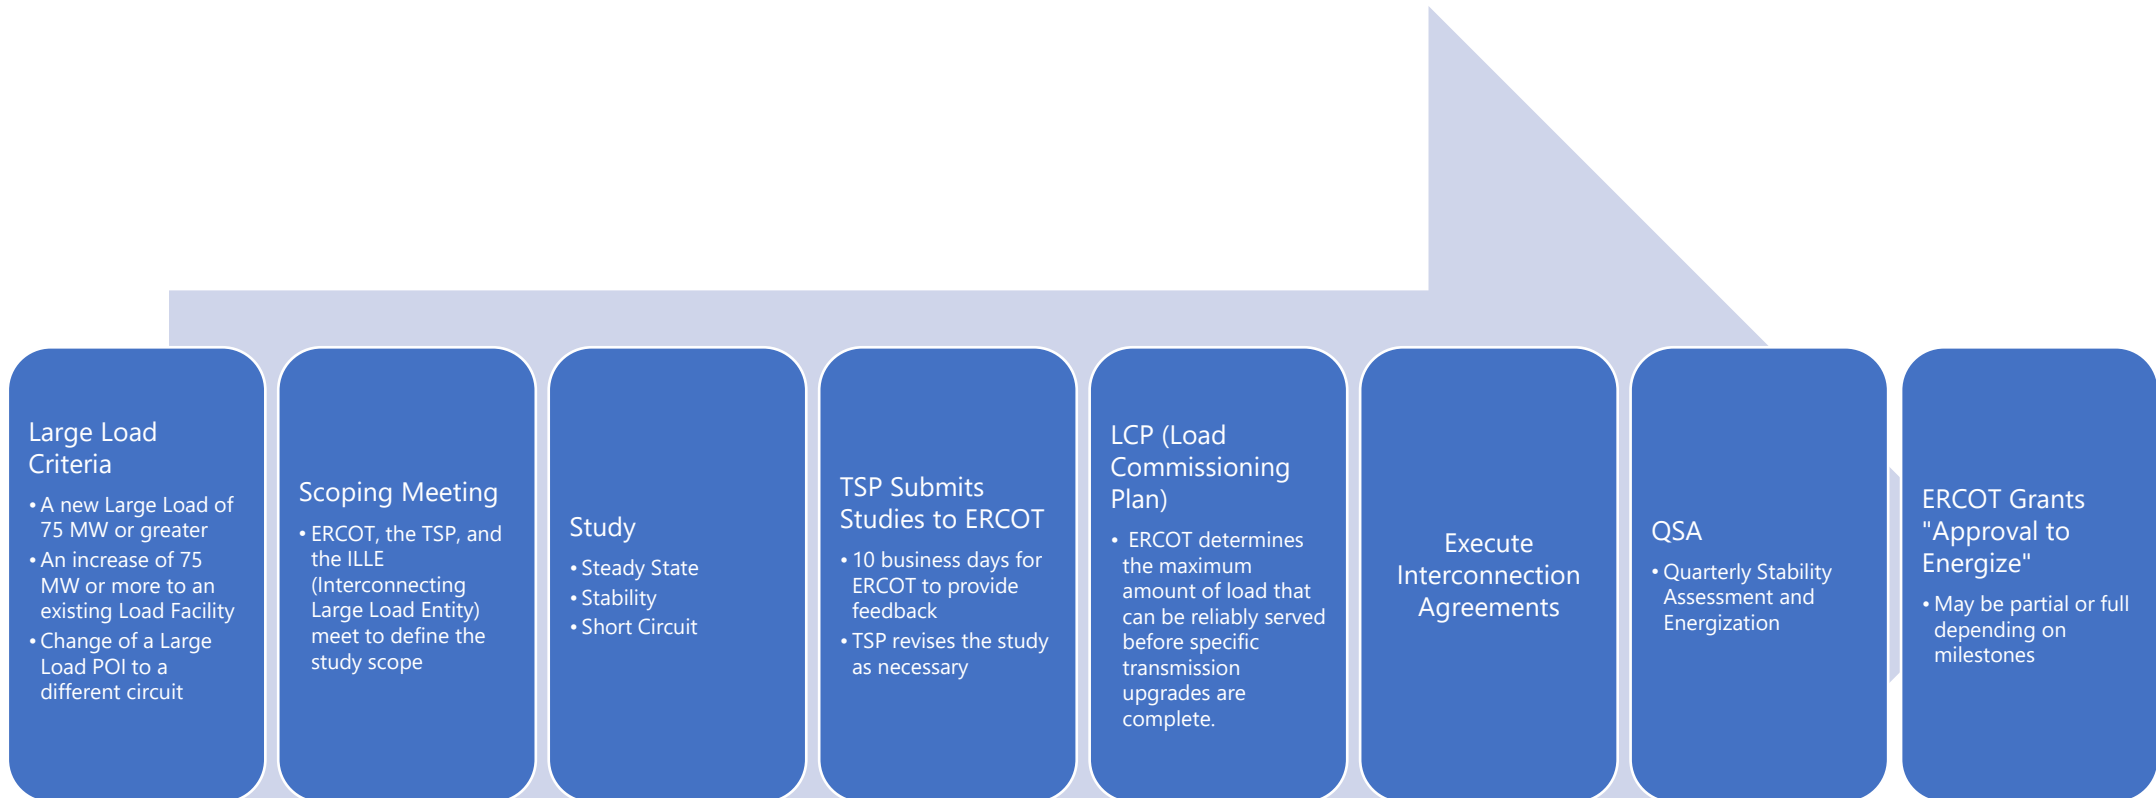 Large Load
Criteria
• A new Large Load of
75 MW or greater
• An increase of 75
MW or more to an
existing Load Facility
• Change of a Large
Load POI to a
different circuit
Scoping Meeting
• ERCOT, the TSP, and
the ILLE
(Interconnecting
Large Load Entity)
meet to define the
study scope
Study
• Steady State
• Stability
• Short Circuit
TSP Submits
Studies to ERCOT
• 10 business days for
ERCOT to provide
feedback
• TSP revises the study
as necessary
LCP (Load
Commissioning
Plan)
• ERCOT determines
the maximum
amount of load that
can be reliably served
before specific
transmission
upgrades are
complete.
Execute
Interconnection
Agreements
QSA
• Quarterly Stability
Assessment and
Energization
ERCOT Grants
"Approval to
Energize"
• May be partial or full
depending on
milestones